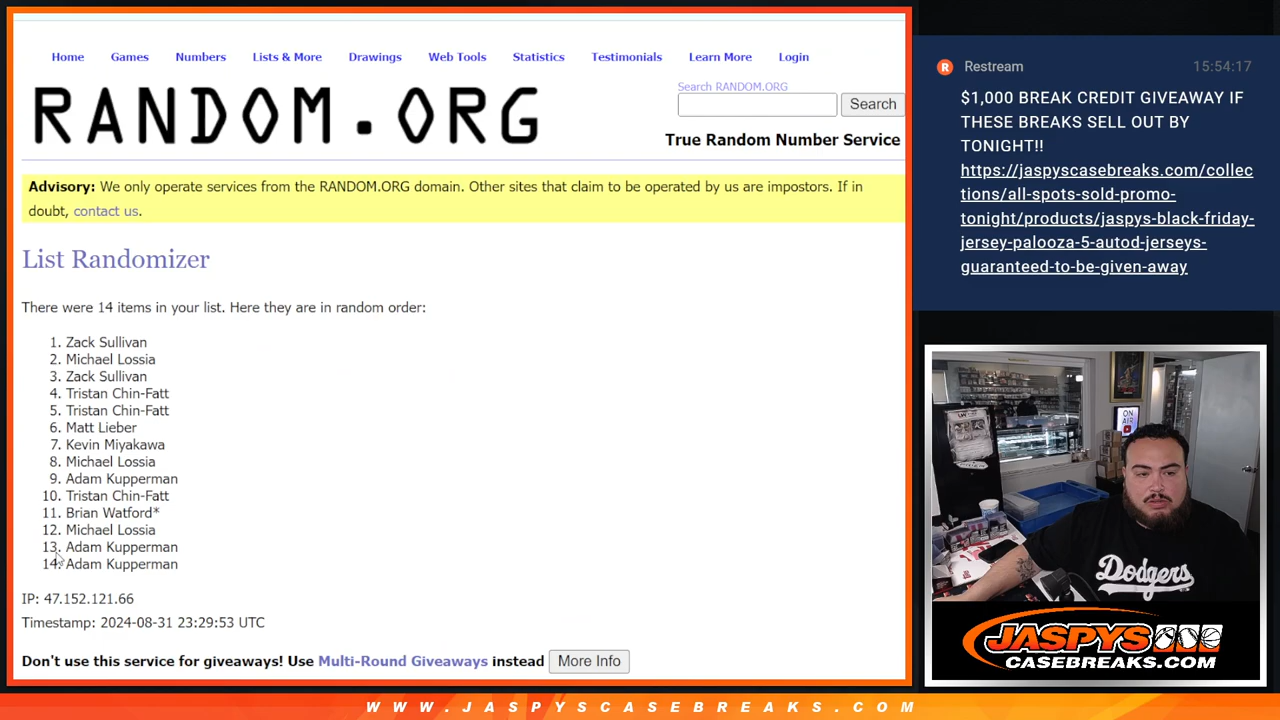 Home Games Numbers Lists & More Drawings Web Tools Statistics Testimonials Learn More Login
Search RANDOM.ORG
RANDOM.ORG
Search
True Random Number Service
Advisory: We only operate services from the RANDOM.ORG domain. Other sites that claim to be operated by us are impostors. If in
doubt, contact us.
List Randomizer
There were 14 items in your list. Here they are in random order:
1. Zack Sullivan
2. Michael Lossia
3. Zack Sullivan
4. Tristan Chin-Fatt
5. Tristan Chin-Fatt
6. Matt Lieber
7. Kevin Miyakawa
8. Michael Lossia
9. Adam Kupperman
10. Tristan Chin-Fatt
11. Brian Watford*
12. Michael Lossia
13. Adam Kupperman
14. Adam Kupperman
IP: 47.152.121.66
Timestamp: 2024-08-31 23:29:53 UTC
Don't use this service for giveaways! Use Multi-Round Giveaways instead More Info
R Restream 15:54:17
$1,000 BREAK CREDIT GIVEAWAY IF
THESE BREAKS SELL OUT BY
TONIGHT!!
https://jaspyscasebreaks.com/collec
tions/all-spots-sold-promo-
tonight/products/jaspys-black-friday-
jersey-palooza-5-autod-jerseys-
guaranteed-to-be-given-away
ON
AIR
Dodgers
JASPYS
CASEBREAKS.COM
WWW.JASPYSCASEBREAKS.COM